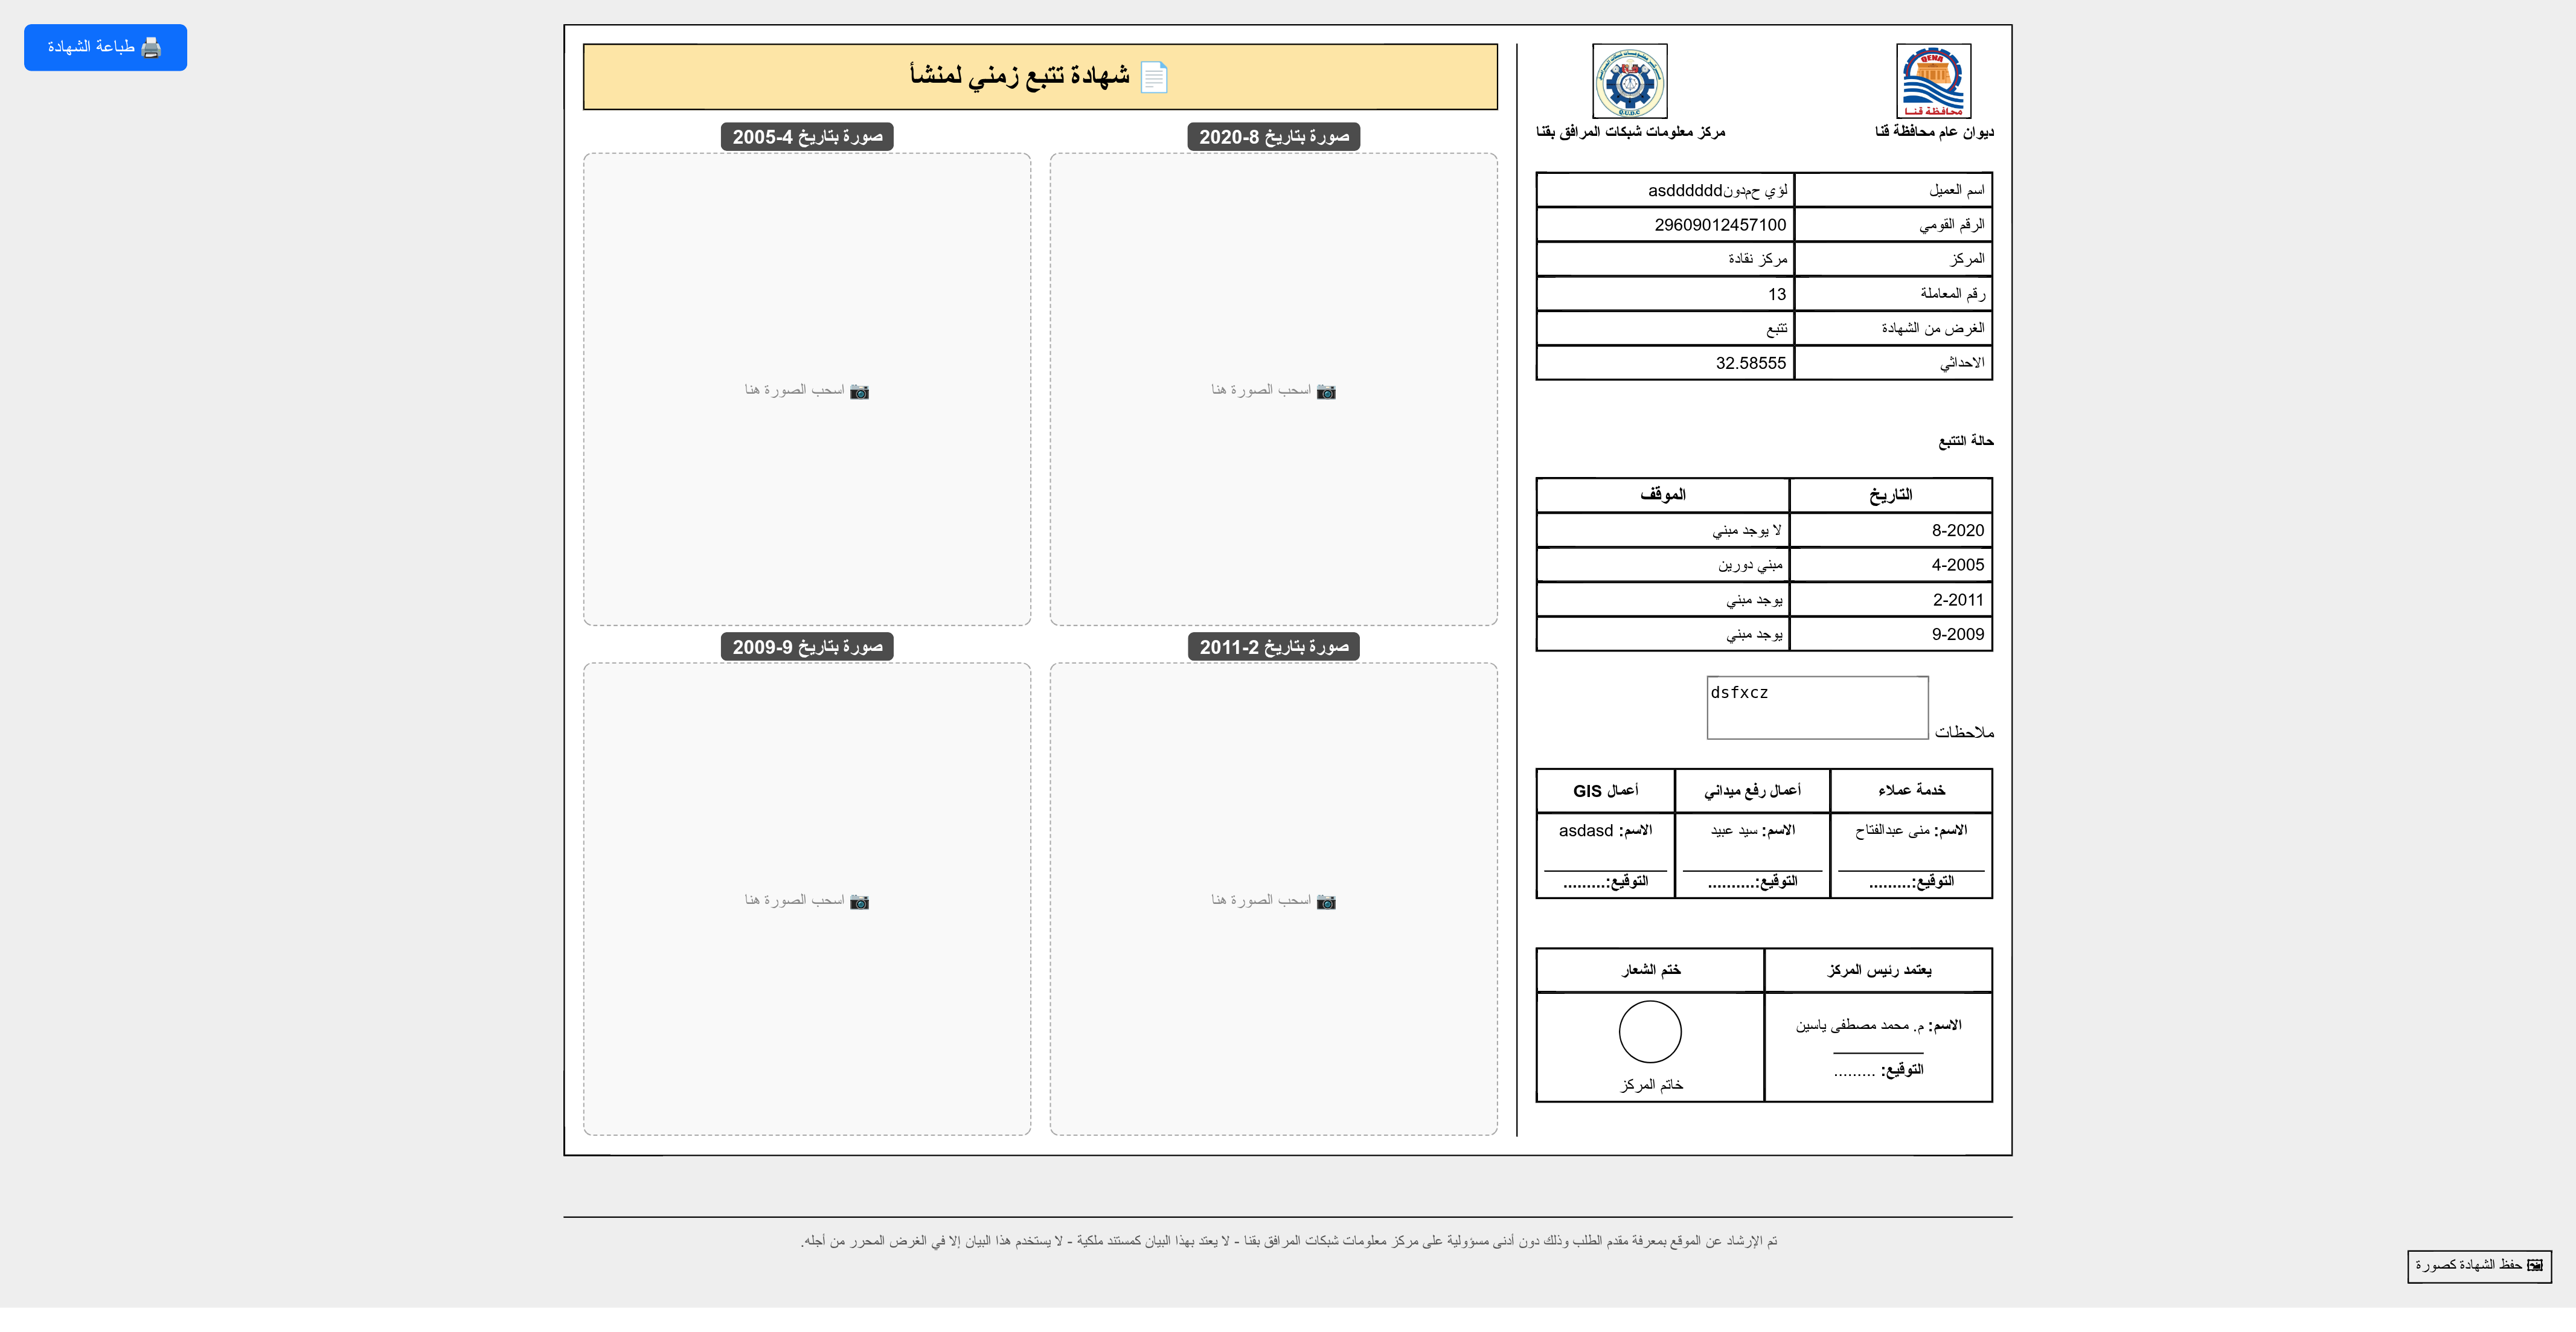 🖨️ طباعة الشهادة
QENA
محافظة قنا
ديوان عام محافظة قنا
Q.U.D.C
مركز معلومات شبكات المرافق بقنا
اسم العميل لؤي حمدونasdddddd
الرقم القومي 29609012457100
المركز مركز نقادة
رقم المعاملة 13
الغرض من الشهادة تتبع
الاحداثي 32.58555
حالة التتبع
التاريخ الموقف
8-2020 لا يوجد مبني
4-2005 مبني دورين
2-2011 يوجد مبني
9-2009 يوجد مبني
ملاحظات dsfxcz
خدمة عملاء أعمال رفع ميداني أعمال GIS
الاسم: منى عبدالفتاح الاسم: سيد عبيد الاسم: asdasd
التوقيع:......... التوقيع:.......... التوقيع:.........
يعتمد رئيس المركز ختم الشعار
الاسم: م. محمد مصطفى ياسين
التوقيع: .........
خاتم المركز
📄 شهادة تتبع زمني لمنشأ
صورة بتاريخ 8-2020 صورة بتاريخ 4-2005
📷 اسحب الصورة هنا 📷 اسحب الصورة هنا
صورة بتاريخ 2-2011 صورة بتاريخ 9-2009
📷 اسحب الصورة هنا 📷 اسحب الصورة هنا
تم الإرشاد عن الموقع بمعرفة مقدم الطلب وذلك دون أدنى مسؤولية على مركز معلومات شبكات المرافق بقنا - لا يعتد بهذا البيان كمستند ملكية - لا يستخدم هذا البيان إلا في الغرض المحرر من أجله.
🖼 حفظ الشهادة كصورة